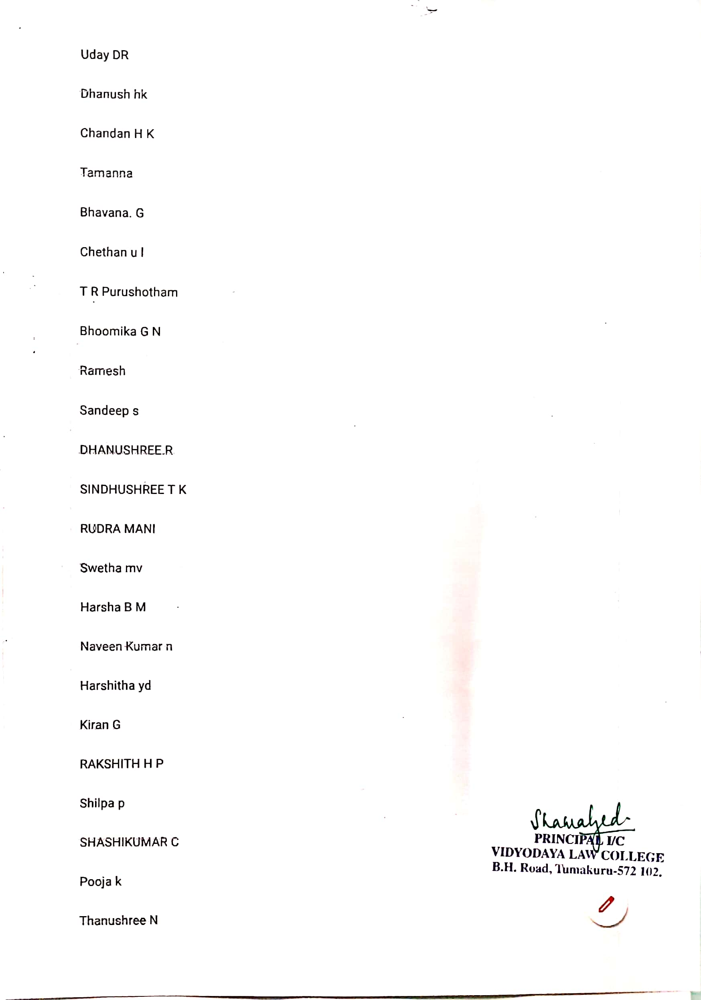 Uday DR
Dhanush hk
Chandan H K
Tamanna
Bhavana. G
Chethan u l
T R Purushotham
Bhoomika G N
Ramesh
Sandeep s
DHANUSHREE.R
SINDHUSHREE T K
RUDRA MANI
Swetha mv
Harsha B M
Naveen Kumar n
Harshitha yd
Kiran G
RAKSHITH H P
Shilpa p
SHASHIKUMAR C
Pooja k
Thanushree N
PRINCIPAL I/C
VIDYODAYA LAW COLLEGE
B.H. Road, Tumakuru-572 102.